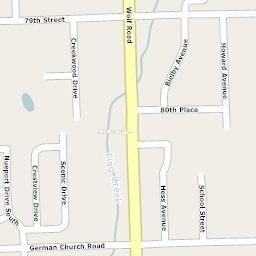 79th Street
Wolf Road
Creekwood Drive
Bielby Avenue
Howard Avenue
80th Place
Flag Creek
Newport Drive South
Crestview Drive
Scenic Drive
Hess Avenue
School Street
German Church Road